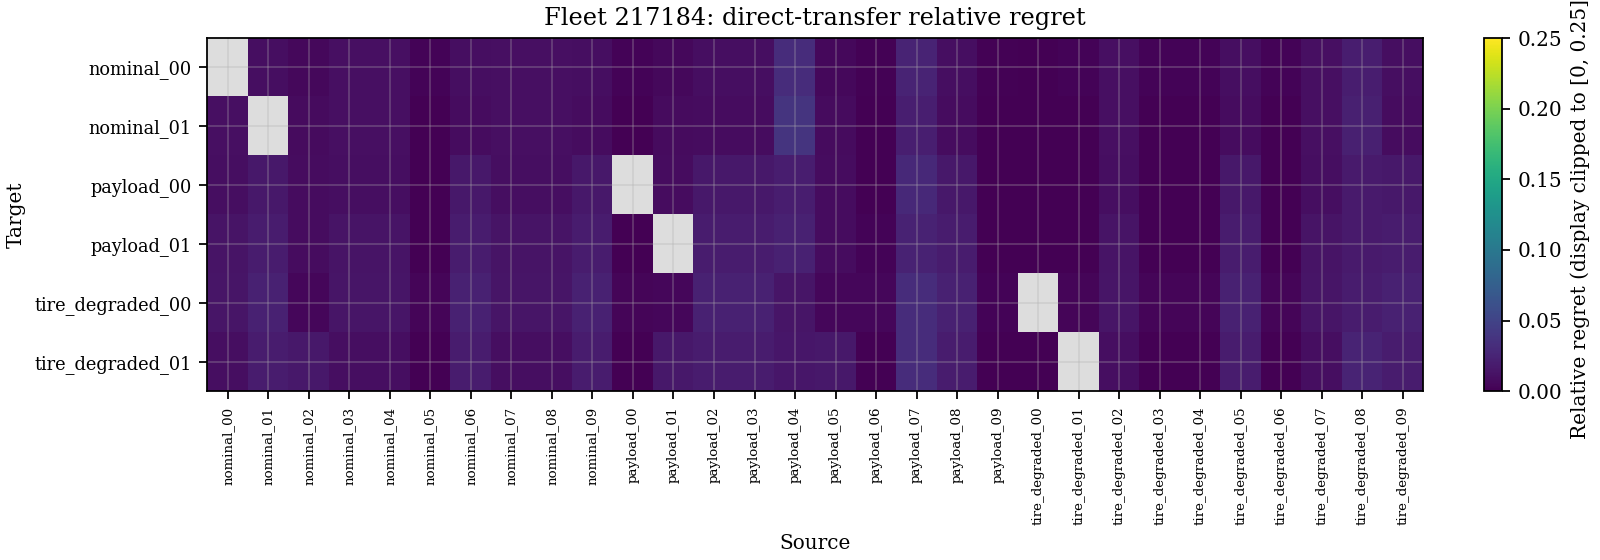 Fleet 217184: direct-transfer relative regret
Target
nominal_00
nominal_01
payload_00
payload_01
tire_degraded_00
tire_degraded_01
nominal_00
nominal_01
nominal_02
nominal_03
nominal_04
nominal_05
nominal_06
nominal_07
nominal_08
nominal_09
payload_00
payload_01
payload_02
payload_03
payload_04
payload_05
payload_06
payload_07
payload_08
payload_09
tire_degraded_00
tire_degraded_01
tire_degraded_02
tire_degraded_03
tire_degraded_04
tire_degraded_05
tire_degraded_06
tire_degraded_07
tire_degraded_08
tire_degraded_09
Source
0.25
0.20
0.15
0.10
0.05
0.00
Relative regret (display clipped to [0, 0.25])